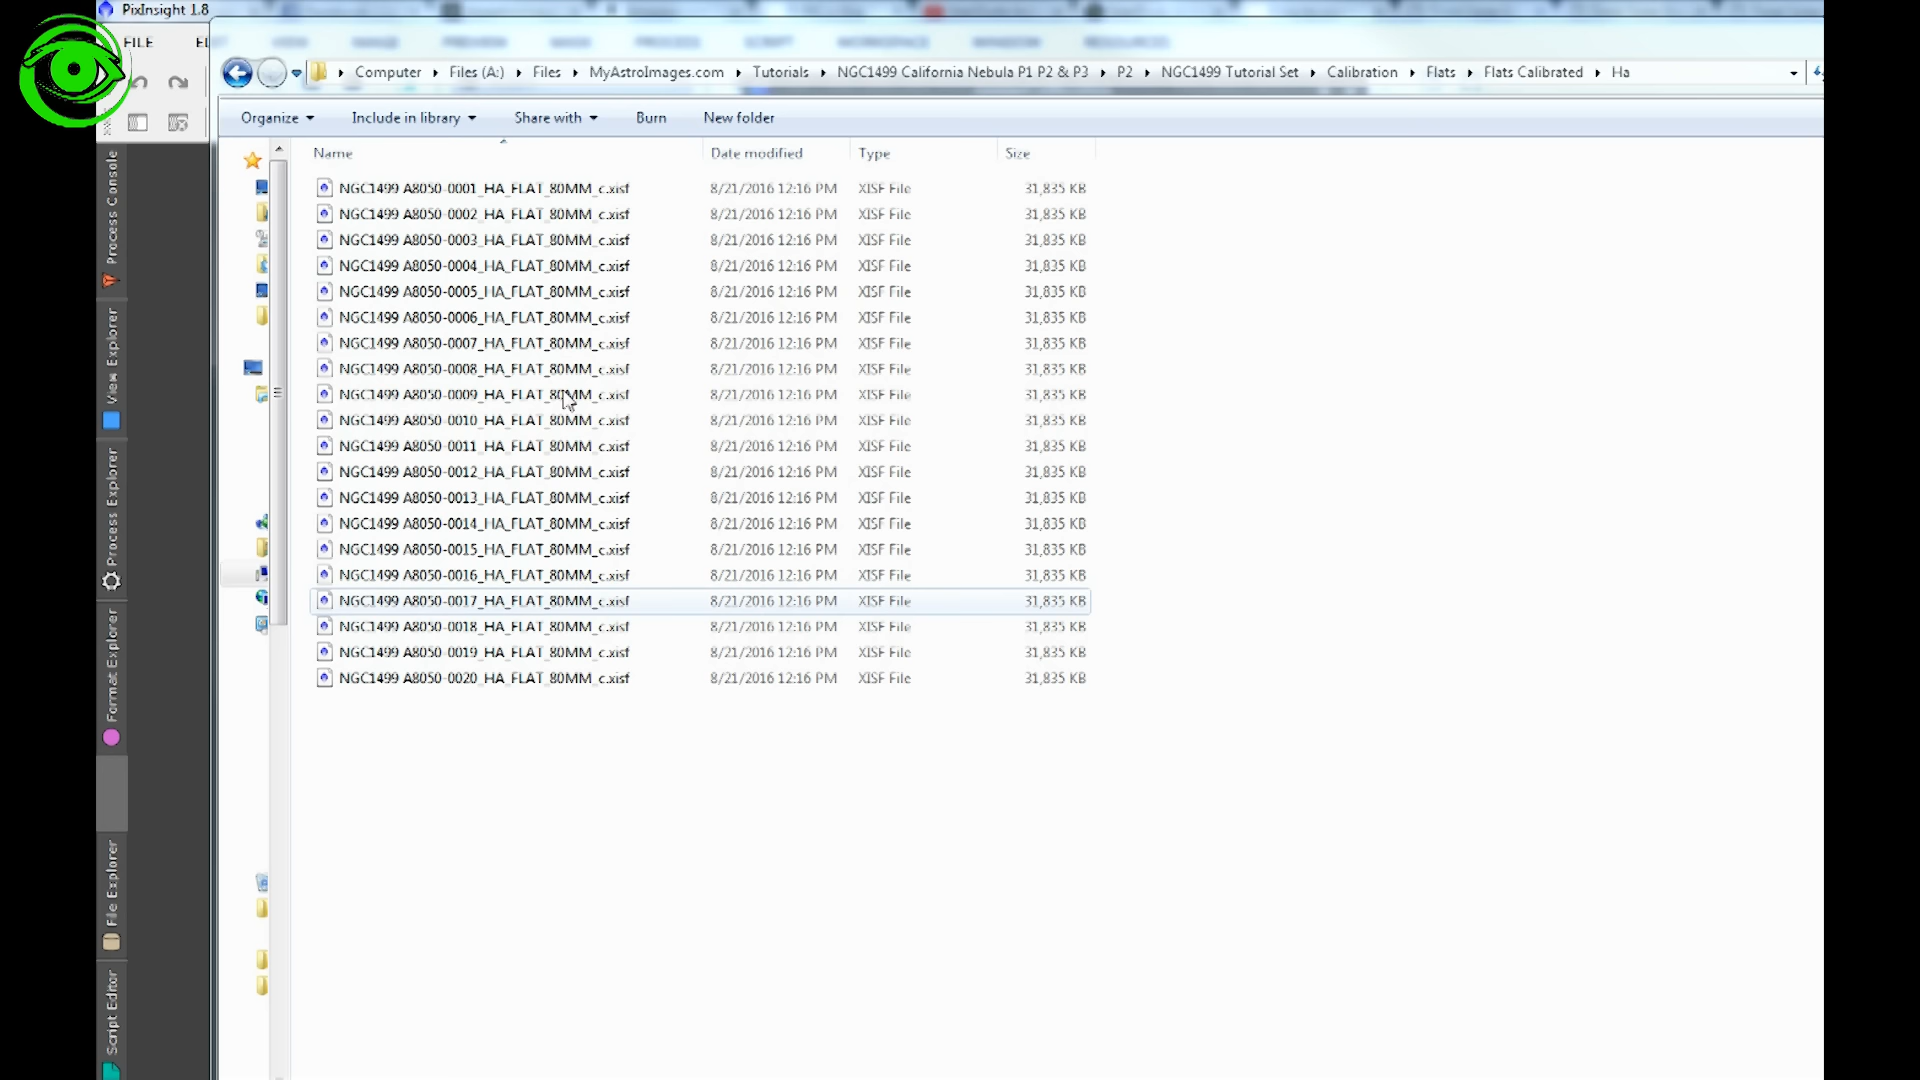 PixInsight 1.8
FILE
Computer Files (A:) Files MyAstroImages.com Tutorials NGC1499 California Nebula P1 P2 & P3 P2 NGC1499 Tutorial Set Calibration Flats Flats Calibrated Ha
Organize Include in library Share with Burn New folder
Name Date modified Type Size
NGC1499 A8050-0001_HA_FLAT_80MM_c.xisf 8/21/2016 12:16 PM XISF File 31,835 KB
NGC1499 A8050-0002_HA_FLAT_80MM_c.xisf 8/21/2016 12:16 PM XISF File 31,835 KB
NGC1499 A8050-0003_HA_FLAT_80MM_c.xisf 8/21/2016 12:16 PM XISF File 31,835 KB
NGC1499 A8050-0004_HA_FLAT_80MM_c.xisf 8/21/2016 12:16 PM XISF File 31,835 KB
NGC1499 A8050-0005_HA_FLAT_80MM_c.xisf 8/21/2016 12:16 PM XISF File 31,835 KB
NGC1499 A8050-0006_HA_FLAT_80MM_c.xisf 8/21/2016 12:16 PM XISF File 31,835 KB
NGC1499 A8050-0007_HA_FLAT_80MM_c.xisf 8/21/2016 12:16 PM XISF File 31,835 KB
NGC1499 A8050-0008_HA_FLAT_80MM_c.xisf 8/21/2016 12:16 PM XISF File 31,835 KB
NGC1499 A8050-0009_HA_FLAT_80MM_c.xisf 8/21/2016 12:16 PM XISF File 31,835 KB
NGC1499 A8050-0010_HA_FLAT_80MM_c.xisf 8/21/2016 12:16 PM XISF File 31,835 KB
NGC1499 A8050-0011_HA_FLAT_80MM_c.xisf 8/21/2016 12:16 PM XISF File 31,835 KB
NGC1499 A8050-0012_HA_FLAT_80MM_c.xisf 8/21/2016 12:16 PM XISF File 31,835 KB
NGC1499 A8050-0013_HA_FLAT_80MM_c.xisf 8/21/2016 12:16 PM XISF File 31,835 KB
NGC1499 A8050-0014_HA_FLAT_80MM_c.xisf 8/21/2016 12:16 PM XISF File 31,835 KB
NGC1499 A8050-0015_HA_FLAT_80MM_c.xisf 8/21/2016 12:16 PM XISF File 31,835 KB
NGC1499 A8050-0016_HA_FLAT_80MM_c.xisf 8/21/2016 12:16 PM XISF File 31,835 KB
NGC1499 A8050-0017_HA_FLAT_80MM_c.xisf 8/21/2016 12:16 PM XISF File 31,835 KB
NGC1499 A8050-0018_HA_FLAT_80MM_c.xisf 8/21/2016 12:16 PM XISF File 31,835 KB
NGC1499 A8050-0019_HA_FLAT_80MM_c.xisf 8/21/2016 12:16 PM XISF File 31,835 KB
NGC1499 A8050-0020_HA_FLAT_80MM_c.xisf 8/21/2016 12:16 PM XISF File 31,835 KB
Process Console
View Explorer
Process Explorer
Format Explorer
File Explorer
Script Editor